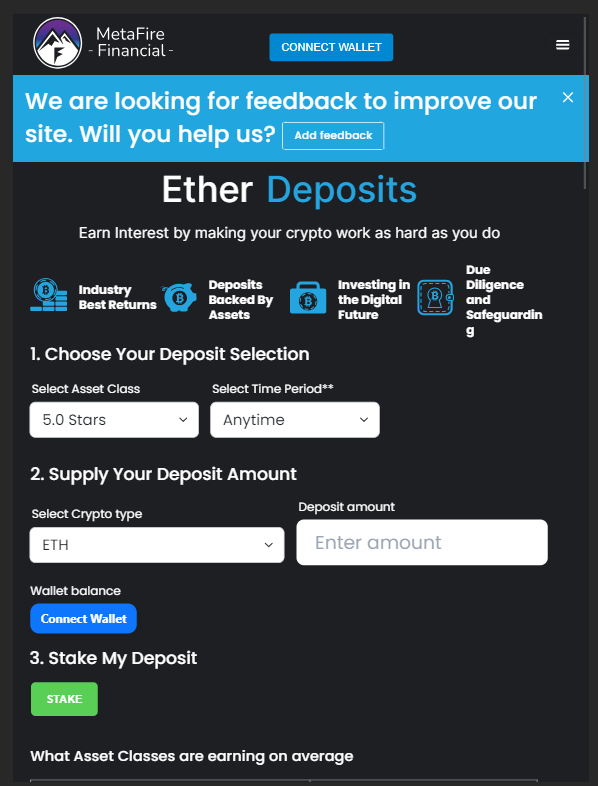 MetaFire
- Financial -
CONNECT WALLET
We are looking for feedback to improve our
site. Will you help us? Add feedback
Ether Deposits
Earn Interest by making your crypto work as hard as you do
Industry
Best Returns
Deposits
Backed By
Assets
Investing in
the Digital
Future
Due
Diligence
and
Safeguardin
g
1. Choose Your Deposit Selection
Select Asset Class
Select Time Period**
5.0 Stars
Anytime
2. Supply Your Deposit Amount
Select Crypto type
Deposit amount
ETH
Enter amount
Wallet balance
Connect Wallet
3. Stake My Deposit
STAKE
What Asset Classes are earning on average